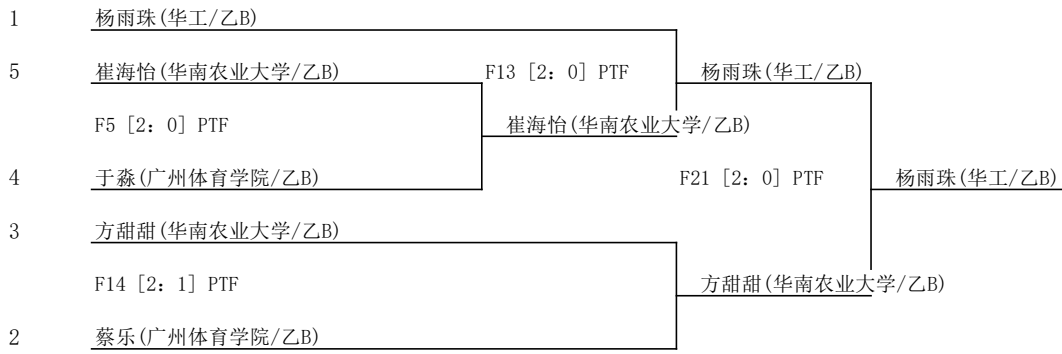 1 杨雨珠(华工/乙B)
5 崔海怡(华南农业大学/乙B) F13 [2: 0] PTF 杨雨珠(华工/乙B)
F5 [2: 0] PTF 崔海怡(华南农业大学/乙B)
4 于淼(广州体育学院/乙B) F21 [2: 0] PTF 杨雨珠(华工/乙B)
3 方甜甜(华南农业大学/乙B)
F14 [2: 1] PTF 方甜甜(华南农业大学/乙B)
2 蔡乐(广州体育学院/乙B)